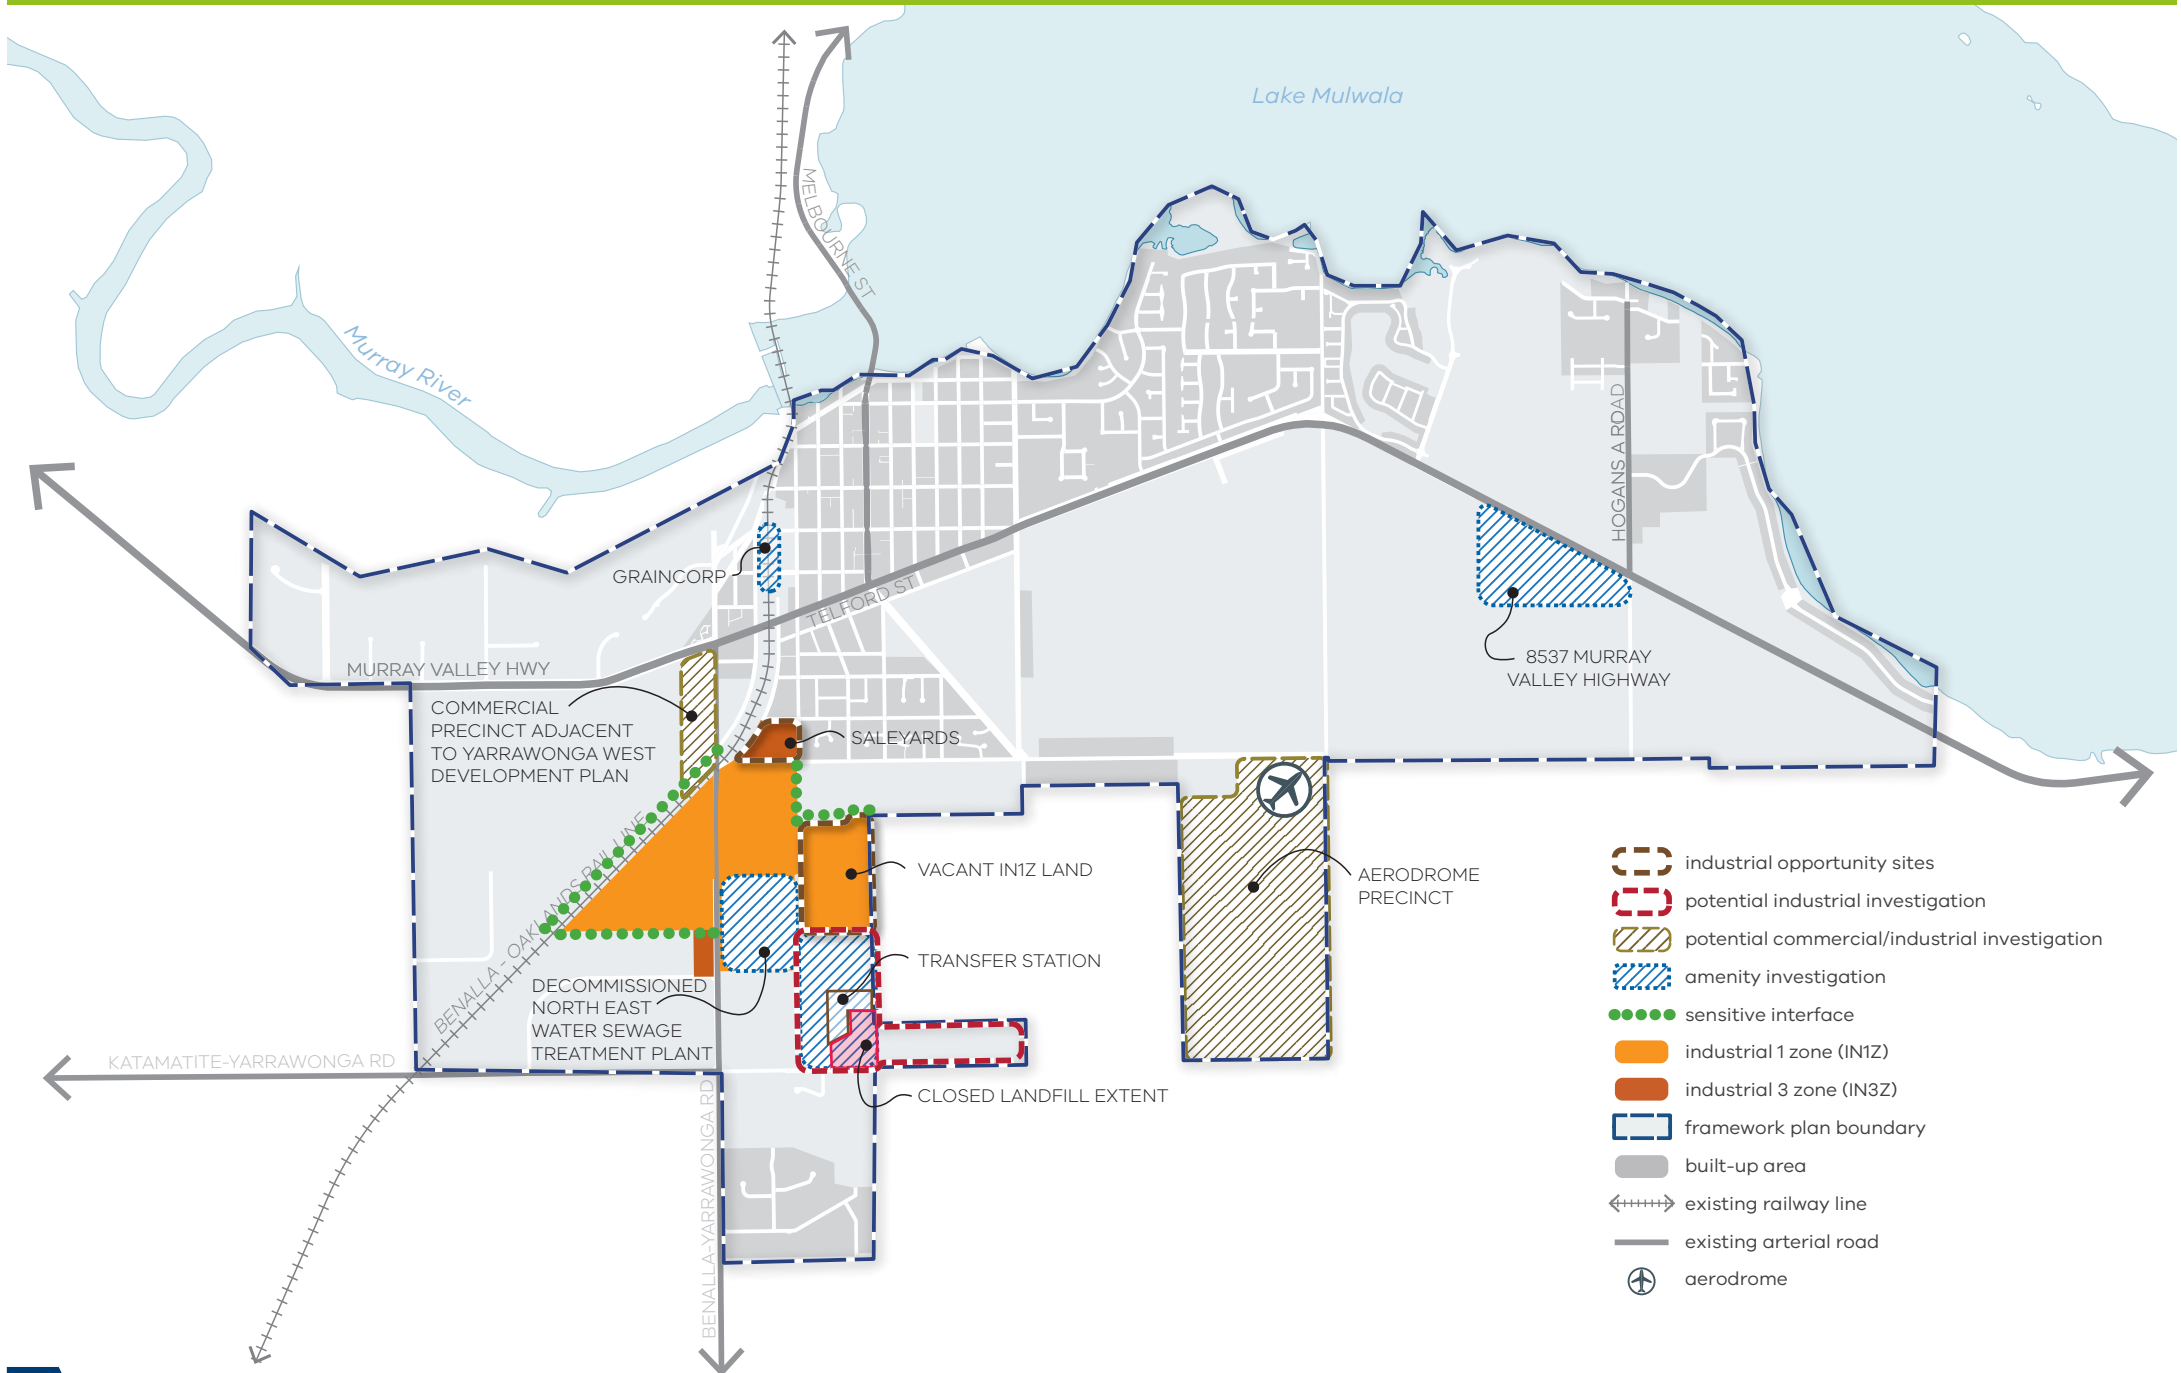 Lake Mulwala
MELBOURNE ST
Murray River
HOGANS A ROAD
GRAINCORP
TELFORD ST
MURRAY VALLEY HWY
8537 MURRAY
VALLEY HIGHWAY
COMMERCIAL
PRECINCT ADJACENT
TO YARRAWONGA WEST
DEVELOPMENT PLAN
SALEYARDS
BENALLA - OAKLANDS RAIL LINE
VACANT IN1Z LAND
AERODROME
PRECINCT
TRANSFER STATION
DECOMMISSIONED
NORTH EAST
WATER SEWAGE
TREATMENT PLANT
KATAMATITE-YARRAWONGA RD
CLOSED LANDFILL EXTENT
BENALLA-YARRAWONGA RD
industrial opportunity sites
potential industrial investigation
potential commercial/industrial investigation
amenity investigation
sensitive interface
industrial 1 zone (IN1Z)
industrial 3 zone (IN3Z)
framework plan boundary
built-up area
existing railway line
existing arterial road
aerodrome